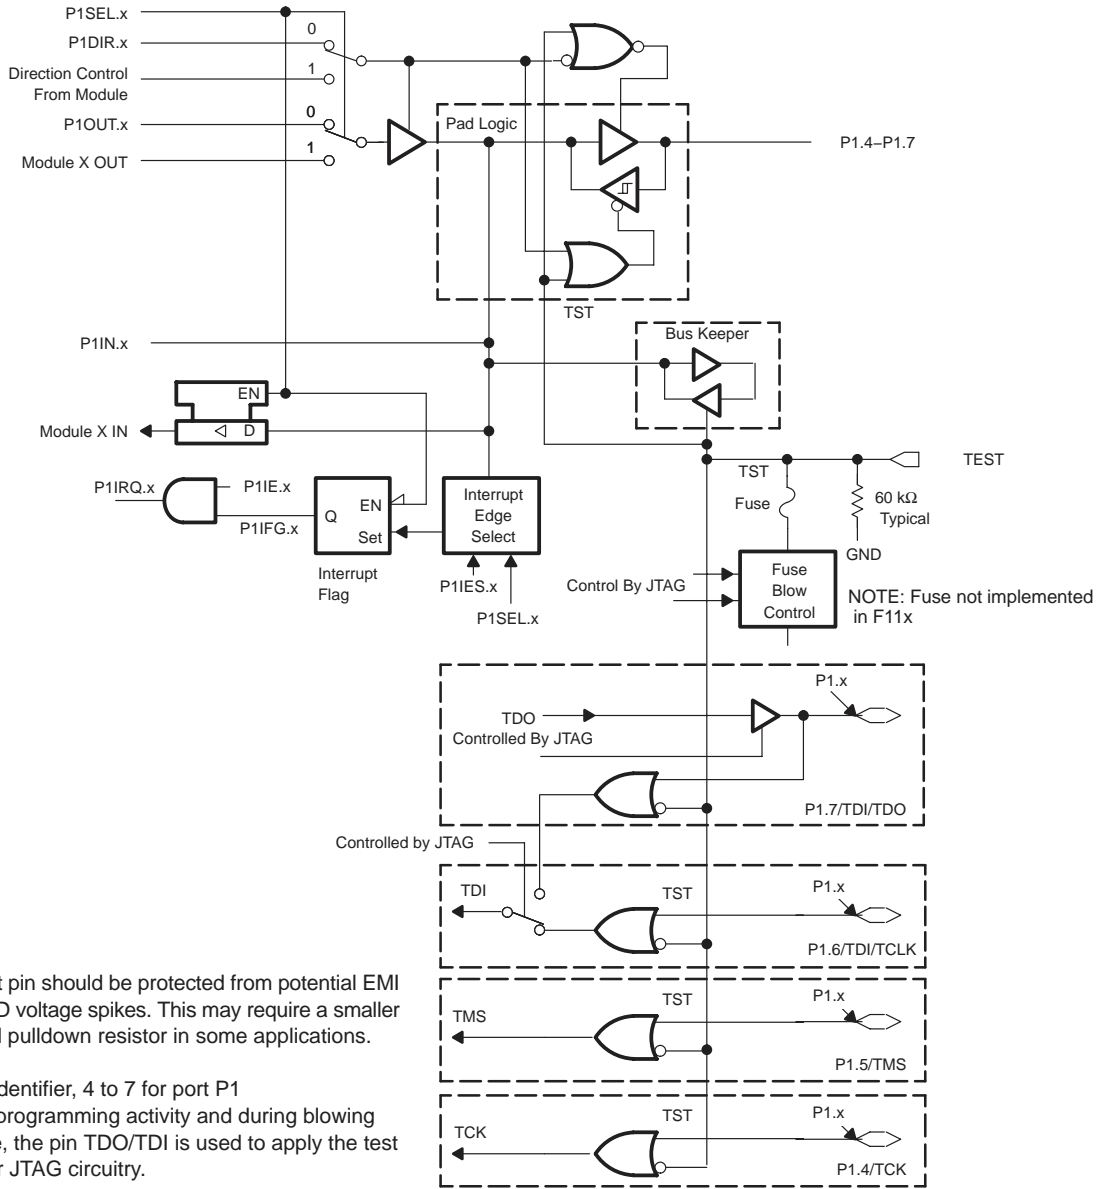 P1SEL.x
P1DIR.x
0
Direction Control
From Module
1
P1OUT.x
0
Module X OUT
1
Pad Logic
P1.4–P1.7
TST
P1IN.x
Bus Keeper
EN
D
Module X IN
TEST
TST
Fuse
60 kΩ
Typical
GND
P1IRQ.x
P1IE.x
P1IFG.x
Q
EN
Set
Interrupt
Flag
Interrupt
Edge
Select
P1IES.x
P1SEL.x
Control By JTAG
Fuse
Blow
Control
NOTE: Fuse not implemented
in F11x
P1.x
TDO
Controlled By JTAG
P1.7/TDI/TDO
Controlled by JTAG
TDI
TST
P1.x
P1.6/TDI/TCLK
t pin should be protected from potential EMI
D voltage spikes. This may require a smaller
l pulldown resistor in some applications.
TMS
TST
P1.x
P1.5/TMS
dentifier, 4 to 7 for port P1
programming activity and during blowing
e, the pin TDO/TDI is used to apply the test
r JTAG circuitry.
TCK
TST
P1.x
P1.4/TCK